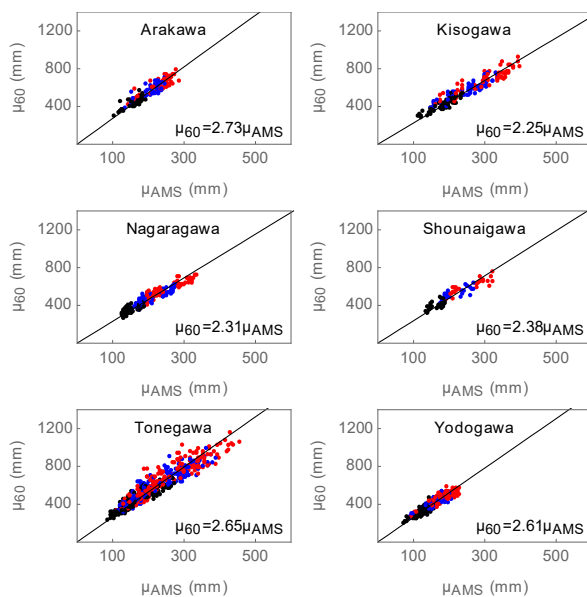 Arakawa
1200
800
400
μ60 (mm)
μ60=2.73μAMS
100 300 500
μAMS (mm)
Kisogawa
1200
800
400
μ60 (mm)
μ60=2.25μAMS
100 300 500
μAMS (mm)
Nagaragawa
1200
800
400
μ60 (mm)
μ60=2.31μAMS
100 300 500
μAMS (mm)
Shounaigawa
1200
800
400
μ60 (mm)
μ60=2.38μAMS
100 300 500
μAMS (mm)
Tonegawa
1200
800
400
μ60 (mm)
μ60=2.65μAMS
100 300 500
μAMS (mm)
Yodogawa
1200
800
400
μ60 (mm)
μ60=2.61μAMS
100 300 500
μAMS (mm)